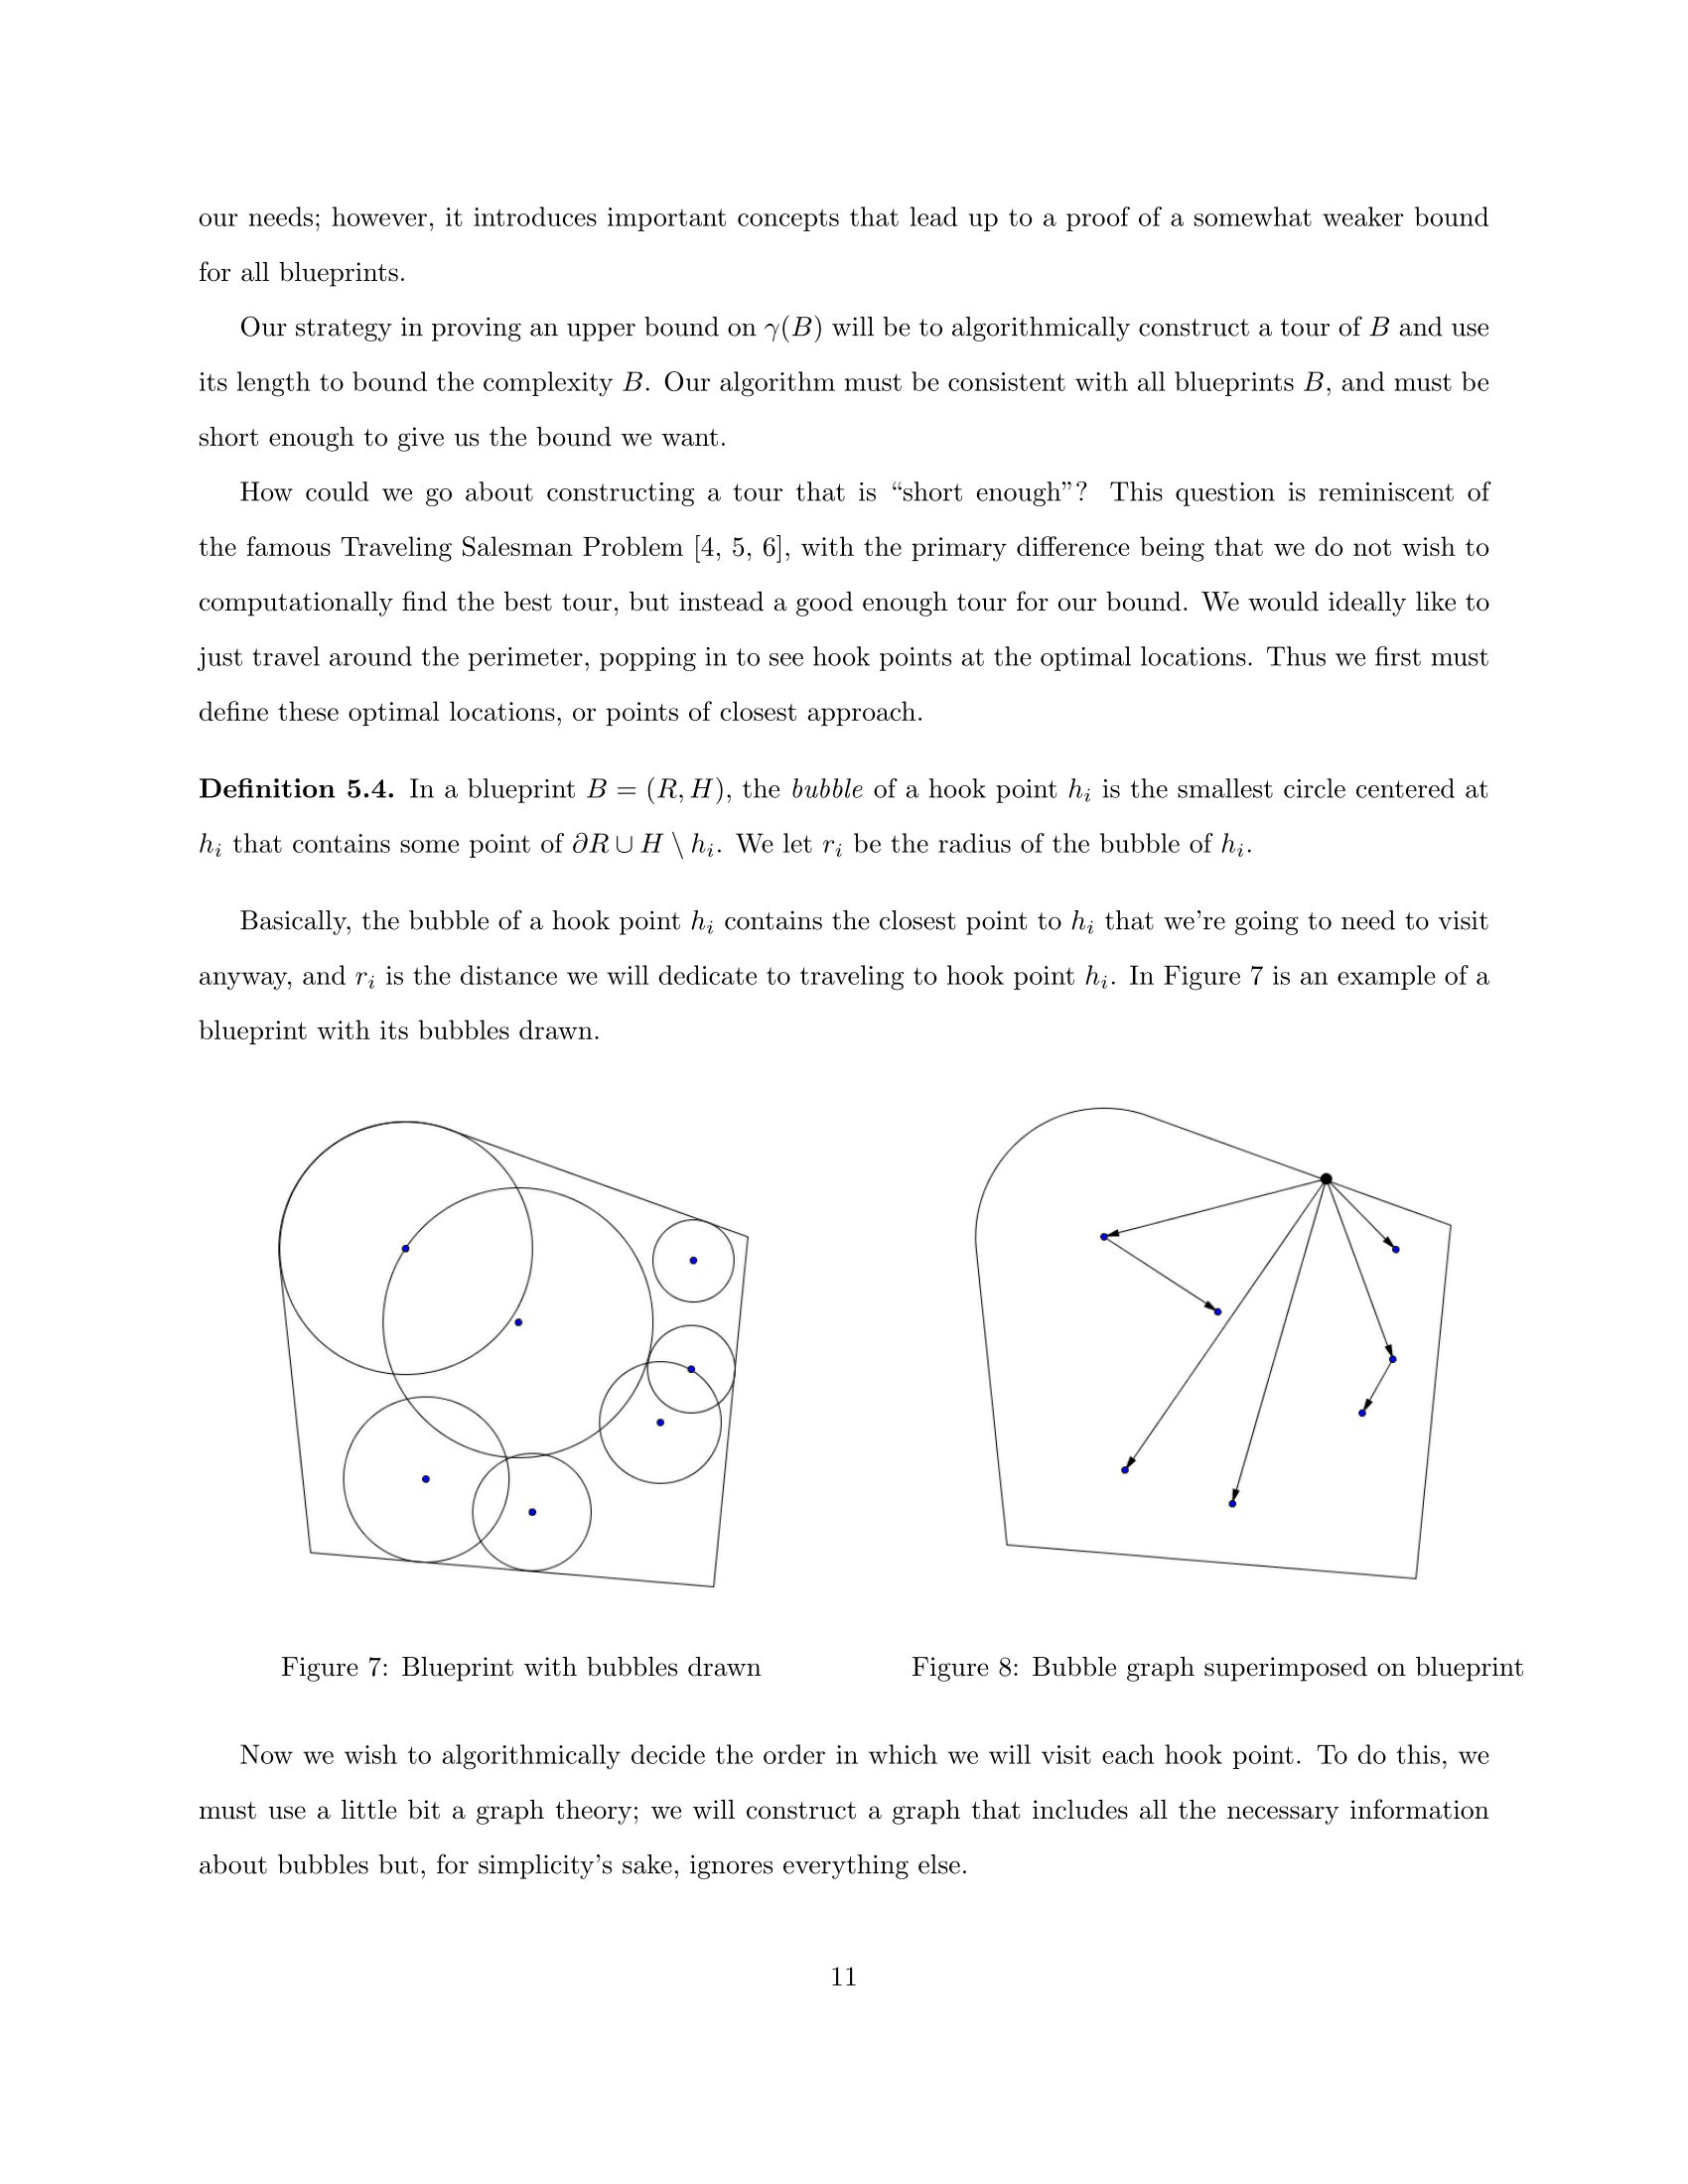 our needs; however, it introduces important concepts that lead up to a proof of a somewhat weaker bound
for all blueprints.
Our strategy in proving an upper bound on γ(B) will be to algorithmically construct a tour of B and use
its length to bound the complexity B. Our algorithm must be consistent with all blueprints B, and must be
short enough to give us the bound we want.
How could we go about constructing a tour that is “short enough”? This question is reminiscent of
the famous Traveling Salesman Problem [4, 5, 6], with the primary difference being that we do not wish to
computationally find the best tour, but instead a good enough tour for our bound. We would ideally like to
just travel around the perimeter, popping in to see hook points at the optimal locations. Thus we first must
define these optimal locations, or points of closest approach.
Definition 5.4. In a blueprint B = (R, H), the bubble of a hook point hᵢ is the smallest circle centered at
hᵢ that contains some point of ∂R ∪ H \ hᵢ. We let rᵢ be the radius of the bubble of hᵢ.
Basically, the bubble of a hook point hᵢ contains the closest point to hᵢ that we’re going to need to visit
anyway, and rᵢ is the distance we will dedicate to traveling to hook point hᵢ. In Figure 7 is an example of a
blueprint with its bubbles drawn.
Figure 7: Blueprint with bubbles drawn
Figure 8: Bubble graph superimposed on blueprint
Now we wish to algorithmically decide the order in which we will visit each hook point. To do this, we
must use a little bit a graph theory; we will construct a graph that includes all the necessary information
about bubbles but, for simplicity’s sake, ignores everything else.
11